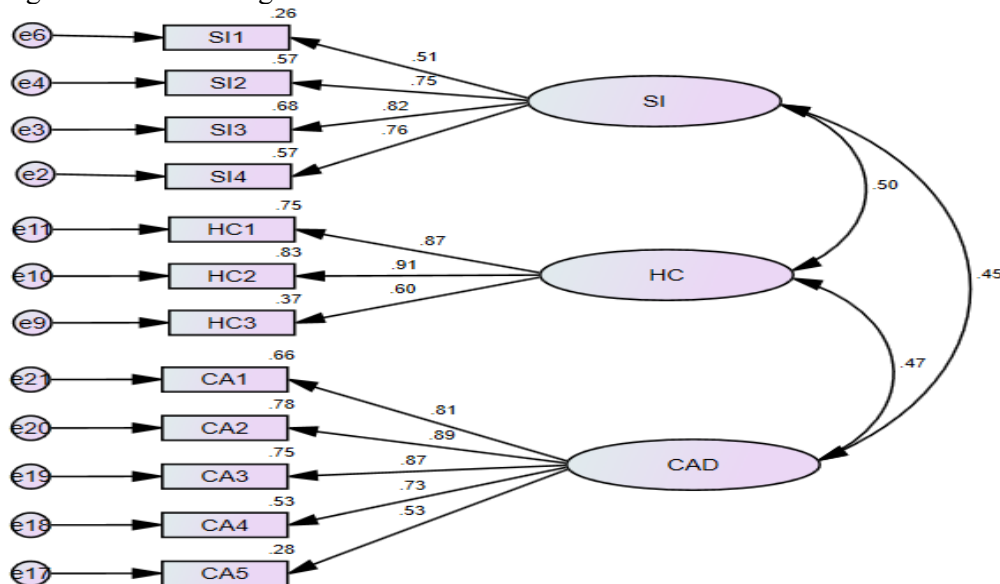 .26
e6 SI1
.51
.57
e4 SI2 .75
SI
.68
e3 SI3 .82
.57 .76
e2 SI4
.50
.75
e11 HC1
.87
.83
e10 HC2 .91
HC
.45
.37 .60
e9 HC3
.66
e21 CA1
.47
.81
.78
e20 CA2
.89
.75
e19 CA3 .87
CAD
.53 .73
e18 CA4
.53
.28
e17 CA5